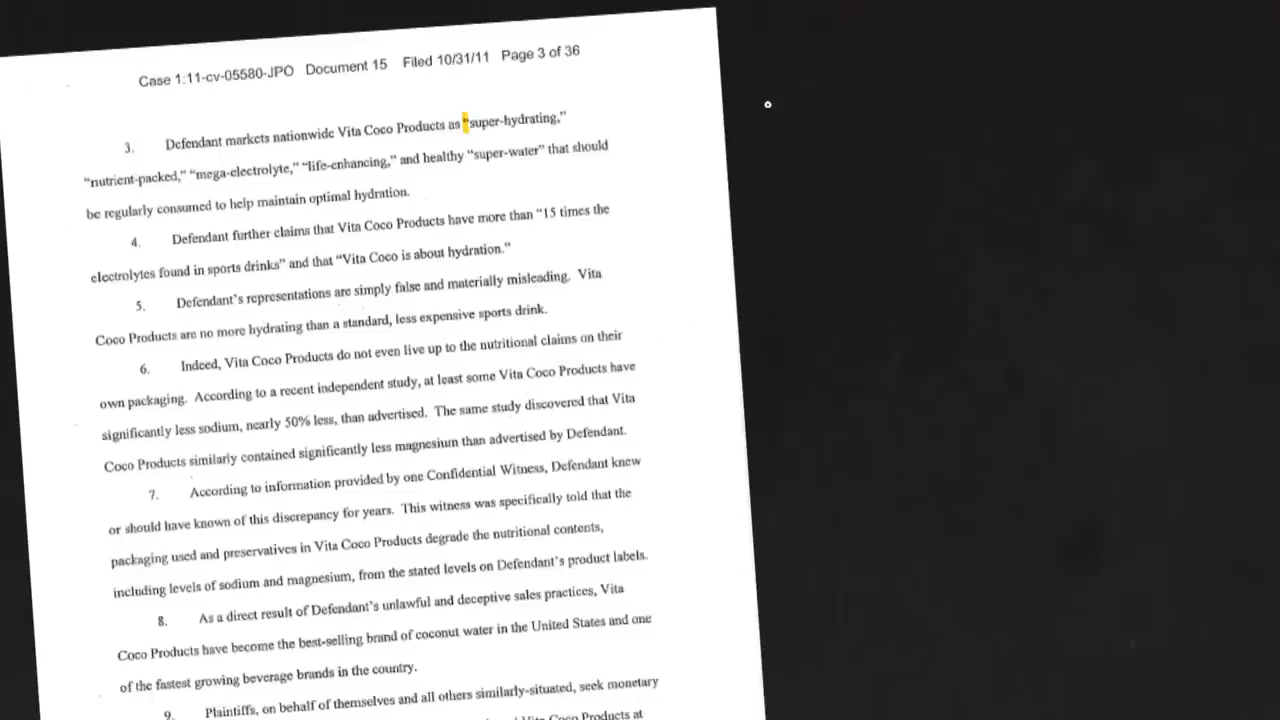 Case 1:11-cv-05580-JPO Document 15 Filed 10/31/11 Page 3 of 36
3. Defendant markets nationwide Vita Coco Products as “super-hydrating,”
“nutrient-packed,” “mega-electrolyte,” “life-enhancing,” and healthy “super-water” that should
be regularly consumed to help maintain optimal hydration.
4. Defendant further claims that Vita Coco Products have more than “15 times the
electrolytes found in sports drinks” and that “Vita Coco is about hydration.”
5. Defendant’s representations are simply false and materially misleading. Vita
Coco Products are no more hydrating than a standard, less expensive sports drink.
6. Indeed, Vita Coco Products do not even live up to the nutritional claims on their
own packaging. According to a recent independent study, at least some Vita Coco Products have
significantly less sodium, nearly 50% less, than advertised. The same study discovered that Vita
Coco Products similarly contained significantly less magnesium than advertised by Defendant.
7. According to information provided by one Confidential Witness, Defendant knew
or should have known of this discrepancy for years. This witness was specifically told that the
packaging used and preservatives in Vita Coco Products degrade the nutritional contents,
including levels of sodium and magnesium, from the stated levels on Defendant’s product labels.
8. As a direct result of Defendant’s unlawful and deceptive sales practices, Vita
Coco Products have become the best-selling brand of coconut water in the United States and one
of the fastest growing beverage brands in the country.
9. Plaintiffs, on behalf of themselves and all others similarly-situated, seek monetary
Vita Coco Products at